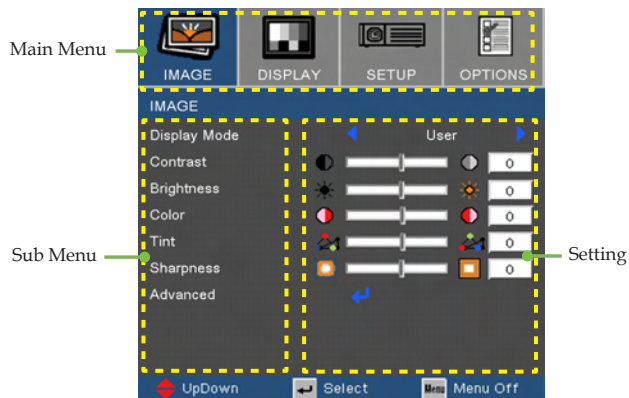 Main Menu
IMAGE DISPLAY SETUP OPTIONS
IMAGE
Display Mode User
Contrast 0
Brightness 0
Color 0
Tint 0
Sub Menu
Setting
Sharpness 0
Advanced
UpDown Select Menu Menu Off